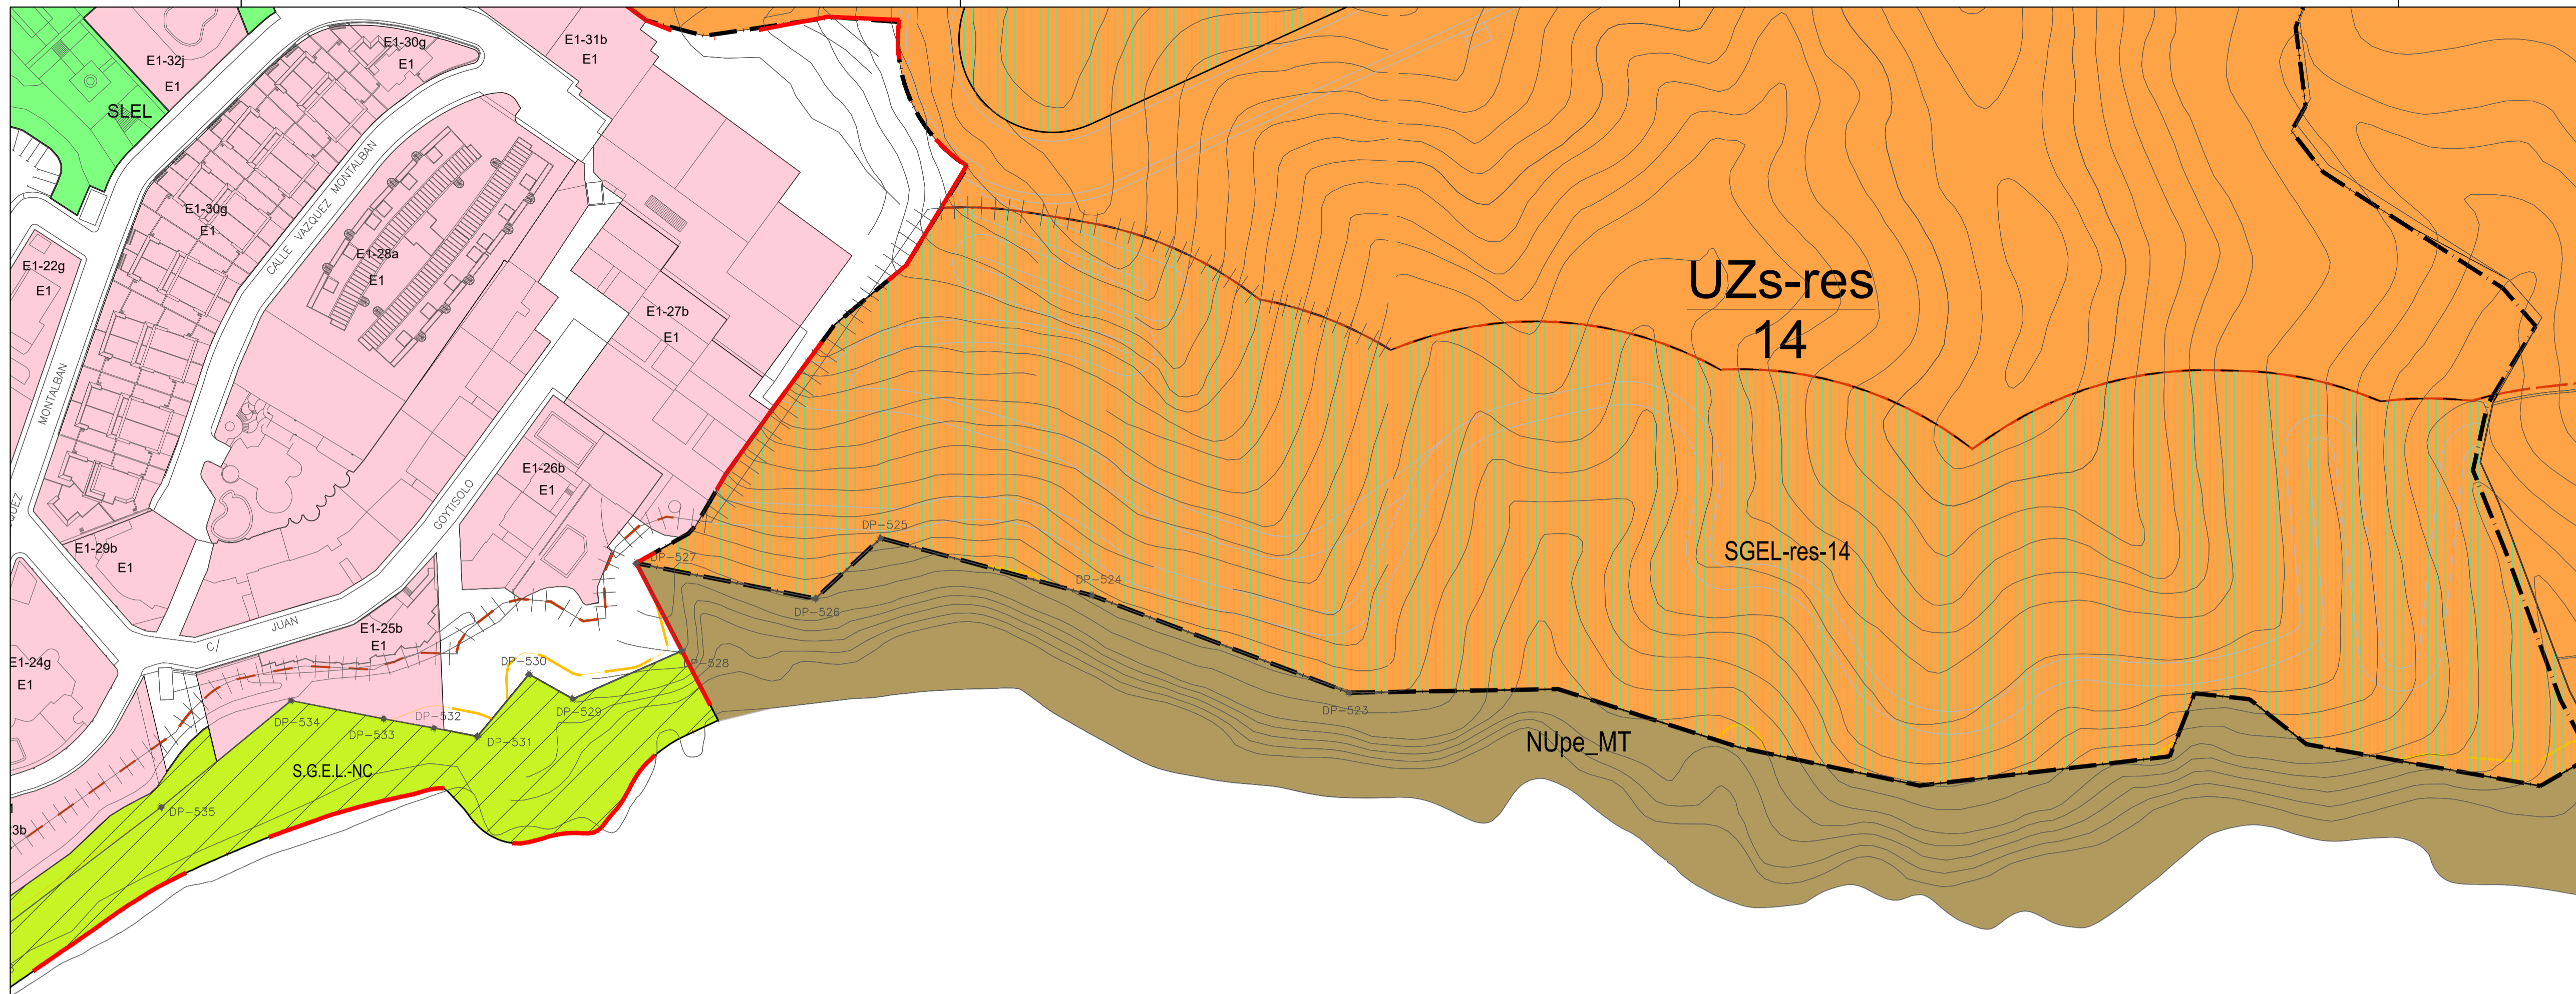 E1-32j
E1
SLEL
E1-30g
E1
E1-31b
E1
E1-30g
E1
CALLE VAZQUEZ MONTALBAN
E1-28a
E1
E1-22g
E1
E1-27b
E1
UZs-res
14
MONTALBAN
E1-26b
E1
GOYTISOLO
E1-29b
E1
DP-525
DP-527
DP-524
DP-526
SGEL-res-14
C/ JUAN
E1-25b
E1
E1-24g
E1
DP-530
DP-528
DP-529
DP-523
DP-534
DP-532
DP-533
DP-531
NUpe_MT
S.G.E.L.-NC
DP-535
3b